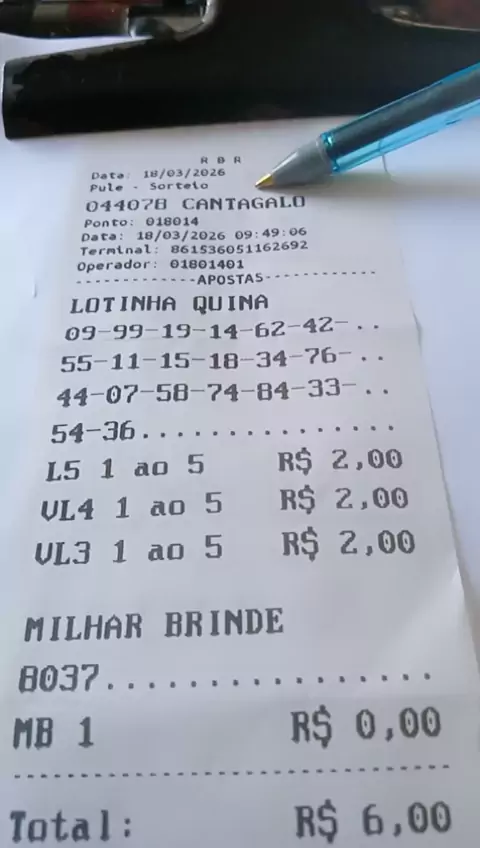 R D R
Data: 18/03/2026
Pule - Sorteio
044078 CANTAGALO
Ponto: 018014
Data: 18/03/2026 09:49:06
Terminal: 861536051162692
Operador: 01801401
-------------APOSTAS-------------
LOTINHA QUINA
09-99-19-14-62-42-..
55-11-15-18-34-76-..
44-07-58-74-84-33-..
54-36...............
L5 1 ao 5 R$ 2,00
VL4 1 ao 5 R$ 2,00
VL3 1 ao 5 R$ 2,00
MILHAR BRINDE
8037................
MB 1 R$ 0,00
--------------------------------
Total: R$ 6,00